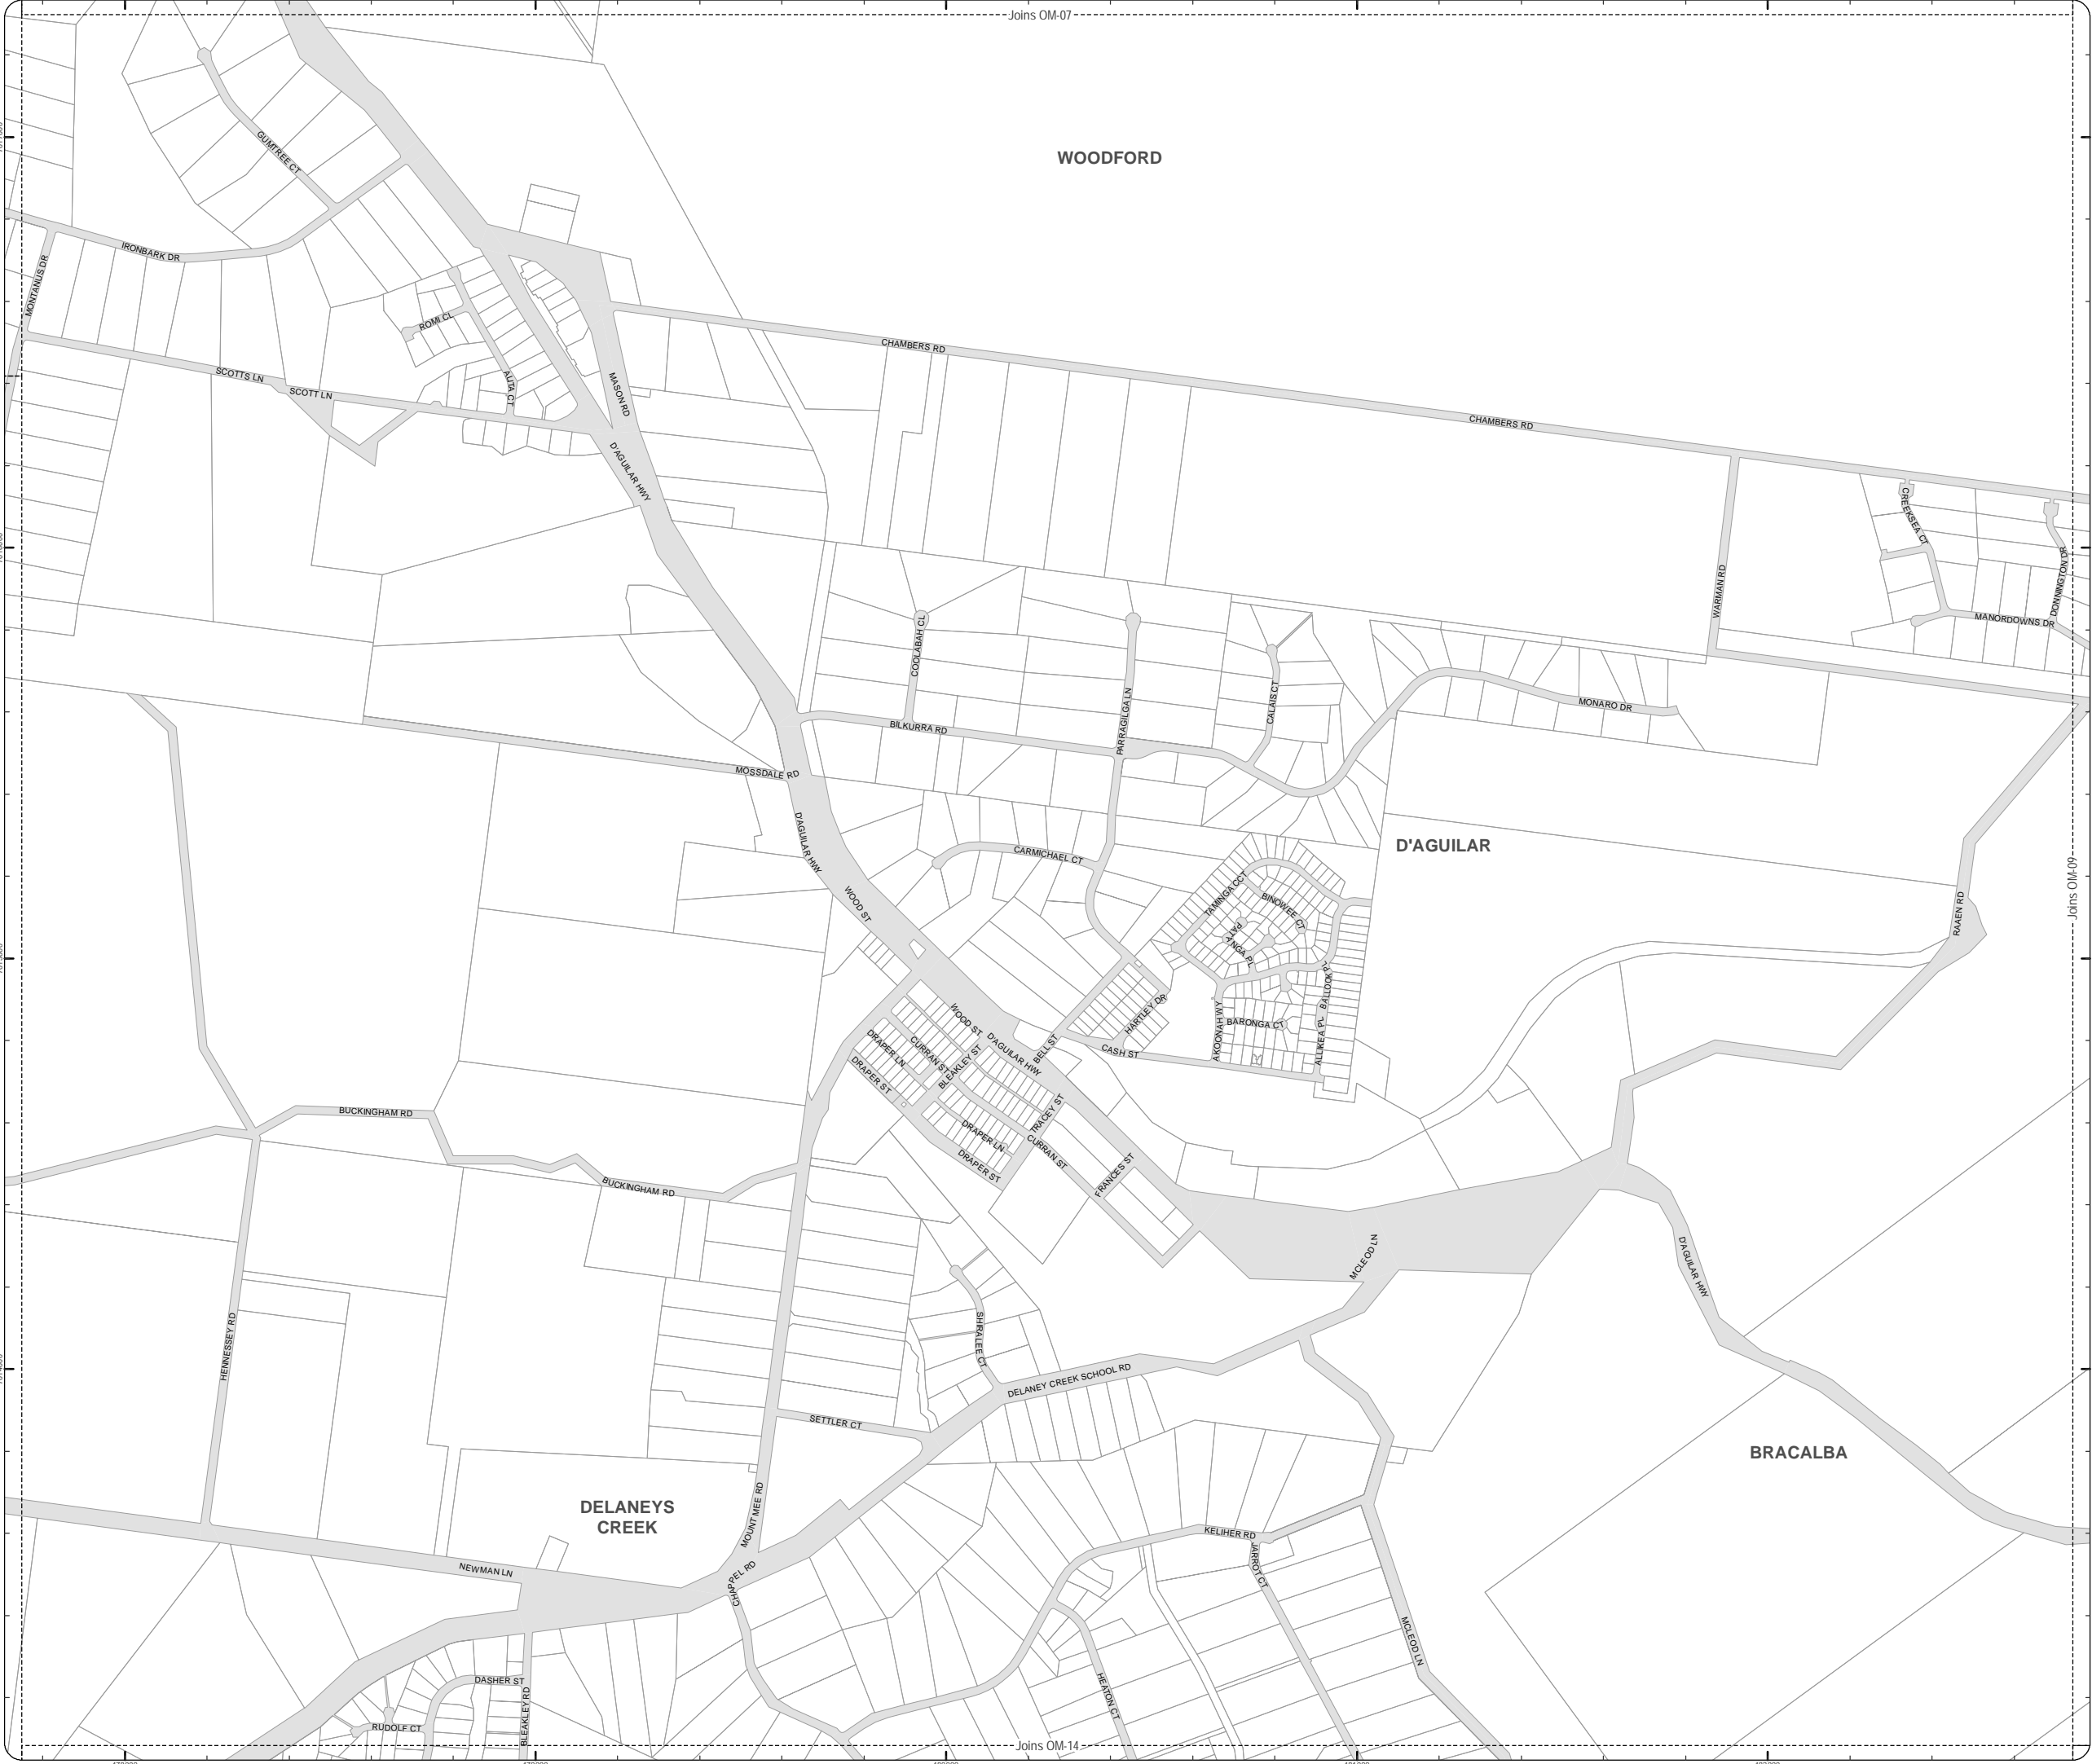 Joins OM-07
WOODFORD
GUMTREE CT
IRONBARK DR
MONTANUS DR
ROMI CL
SCOTTS LN
SCOTT LN
ALITA CT
MASON RD
CHAMBERS RD
CHAMBERS RD
D'AGUILAR HWY
CREEKSEA CT
DONNINGTON DR
WARMAN RD
MANORDOWNS DR
COOLABAH CL
PARRAGILGA LN
CALAIS CT
MONARO DR
BILKURRA RD
MOSSDALE RD
D'AGUILAR HWY
CARMICHAEL CT
D'AGUILAR
WOOD ST
TAMINGA CCT
BINOWEE CT
PATY
ANGA PL
RAAEN RD
Joins OM-09
BALLOOK PL
HARTLEY DR
AKOONAH WY
BARONGA CT
ALLIKEA PL
WOOD ST
D'AGUILAR HWY
BELL ST
CASH ST
DRAPER LN
CURRAN ST
BLEAKLEY ST
DRAPER ST
TRACEY ST
DRAPER LN
CURRAN ST
DRAPER ST
FRANCES ST
BUCKINGHAM RD
BUCKINGHAM RD
MCLEOD LN
D'AGUILAR HWY
HENNESSEY RD
SHIRALEE CT
DELANEY CREEK SCHOOL RD
SETTLER CT
BRACALBA
DELANEYS
CREEK
MOUNT MEE RD
KELIHER RD
JARROT CT
NEWMAN LN
CHAPEL RD
MCLEOD LN
DASHER ST
BLEAKLEY RD
HEATON CT
RUDOLF CT
Joins OM-14